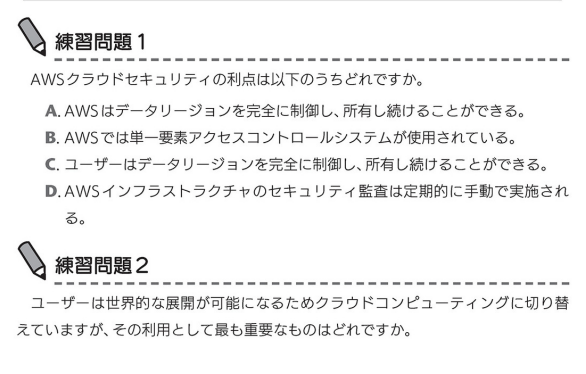 練習問題1
AWSクラウドセキュリティの利点は以下のうちどれですか。
A. AWSはデータリージョンを完全に制御し、所有し続けることができる。
B. AWSでは単一要素アクセスコントロールシステムが使用されている。
C. ユーザーはデータリージョンを完全に制御し、所有し続けることができる。
D. AWSインフラストラクチャのセキュリティ監査は定期的に手動で実施され
る。
練習問題2
ユーザーは世界的な展開が可能になるためクラウドコンピューティングに切り替
えていますが、その利用として最も重要なものはどれですか。